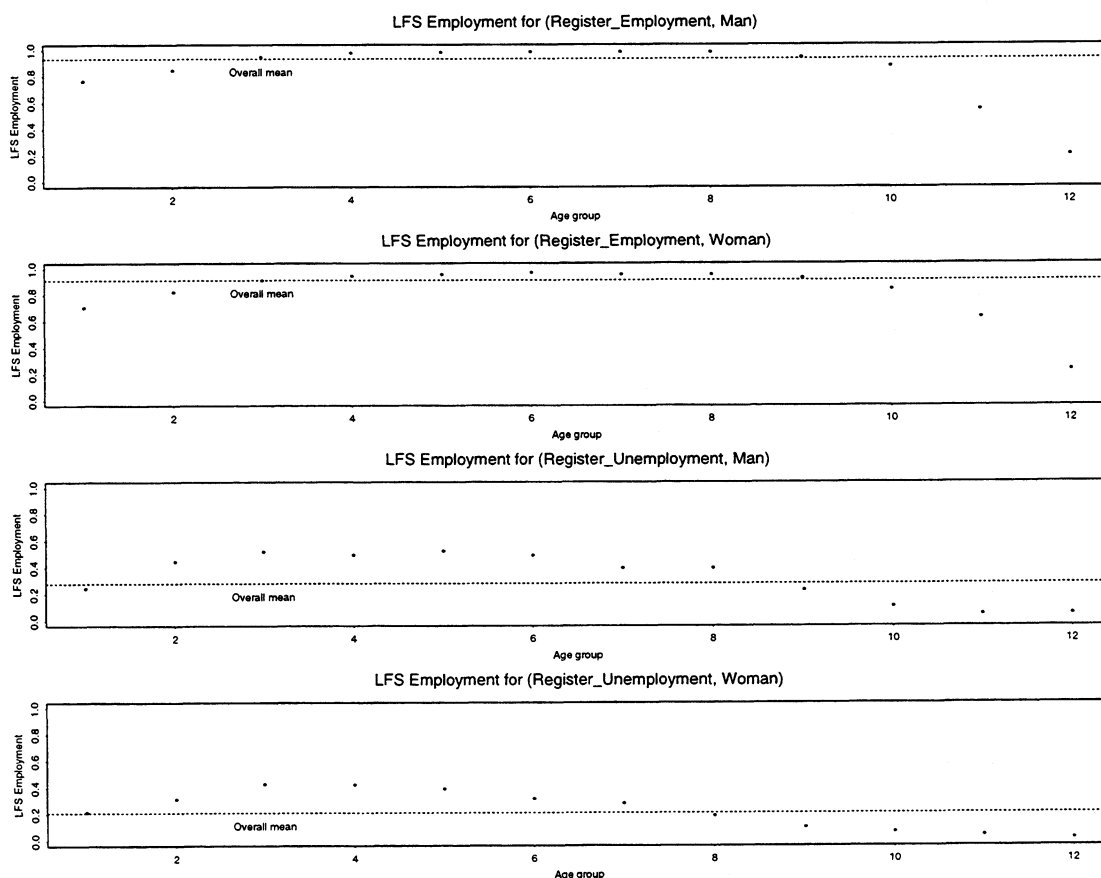 LFS Employment for (Register_Employment, Man)
LFS Employment
1.0
0.8
0.6
0.4
0.2
0.0
Overall mean
2 4 6 8 10 12
Age group
LFS Employment for (Register_Employment, Woman)
LFS Employment
1.0
0.8
0.6
0.4
0.2
0.0
Overall mean
2 4 6 8 10 12
Age group
LFS Employment for (Register_Unemployment, Man)
LFS Employment
1.0
0.8
0.6
0.4
0.2
0.0
Overall mean
2 4 6 8 10 12
Age group
LFS Employment for (Register_Unemployment, Woman)
LFS Employment
1.0
0.8
0.6
0.4
0.2
0.0
Overall mean
2 4 6 8 10 12
Age group